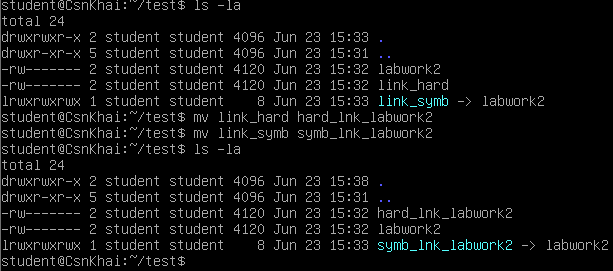 student@CsnKhai:~/test$ ls -la
total 24
drwxrwxr-x 2 student student 4096 Jun 23 15:33 .
drwxr-xr-x 5 student student 4096 Jun 23 15:31 ..
-rw------- 2 student student 4120 Jun 23 15:32 labwork2
-rw------- 2 student student 4120 Jun 23 15:32 link_hard
lrwxrwxrwx 1 student student    8 Jun 23 15:33 link_symb -> labwork2
student@CsnKhai:~/test$ mv link_hard hard_lnk_labwork2
student@CsnKhai:~/test$ mv link_symb symb_lnk_labwork2
student@CsnKhai:~/test$ ls -la
total 24
drwxrwxr-x 2 student student 4096 Jun 23 15:38 .
drwxr-xr-x 5 student student 4096 Jun 23 15:31 ..
-rw------- 2 student student 4120 Jun 23 15:32 hard_lnk_labwork2
-rw------- 2 student student 4120 Jun 23 15:32 labwork2
lrwxrwxrwx 1 student student    8 Jun 23 15:33 symb_lnk_labwork2 -> labwork2
student@CsnKhai:~/test$